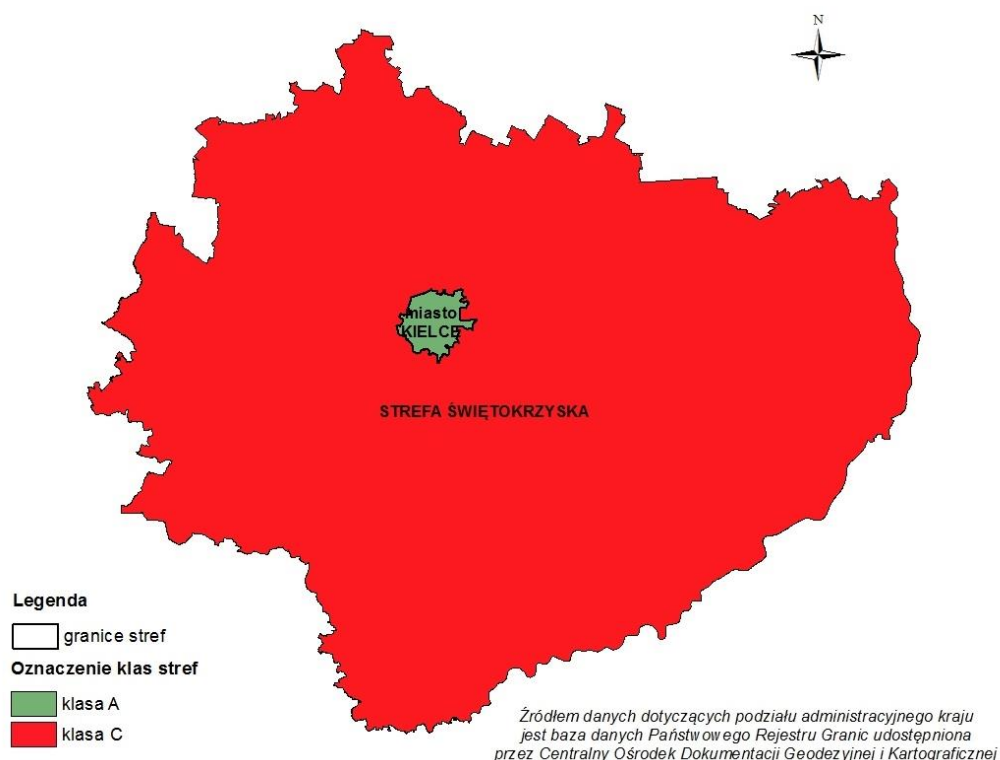 N
miasto
KIELCE
STREFA ŚWIĘTOKRZYSKA
Legenda
granice stref
Oznaczenie klas stref
klasa A
klasa C
Źródłem danych dotyczących podziału administracyjnego kraju
jest baza danych Państwowego Rejestru Granic udostępniona
przez Centralny Ośrodek Dokumentacji Geodezyjnej i Kartograficznej